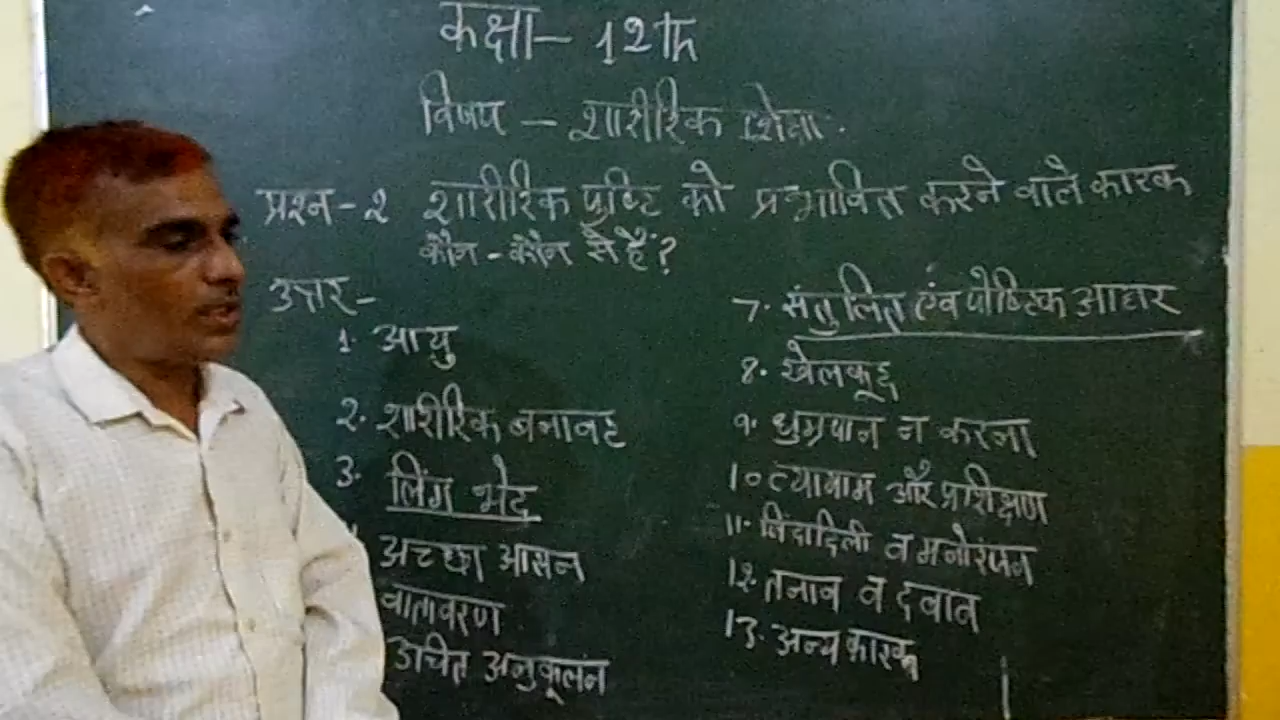 कक्षा - 12th
विषय - शारीरिक शिक्षा.
प्रश्न-2 शारीरिक पुष्टि को प्रभावित करने वाले कारक
कौन-कौन से हैं?
उत्तर-
1. आयु
2. शारीरिक बनावट
3. लिंग भेद
अच्छा आसन
वातावरण
उचित अनुकूलन
7. संतुलित एंव पोष्टिक आहार
8. खेलकूद
9. धुम्रपान न करना
10 व्यायाम और प्रशिक्षण
11. जिंदादिली व मनोरंजन
12. तनाव व दवाब
13. अन्य कारक